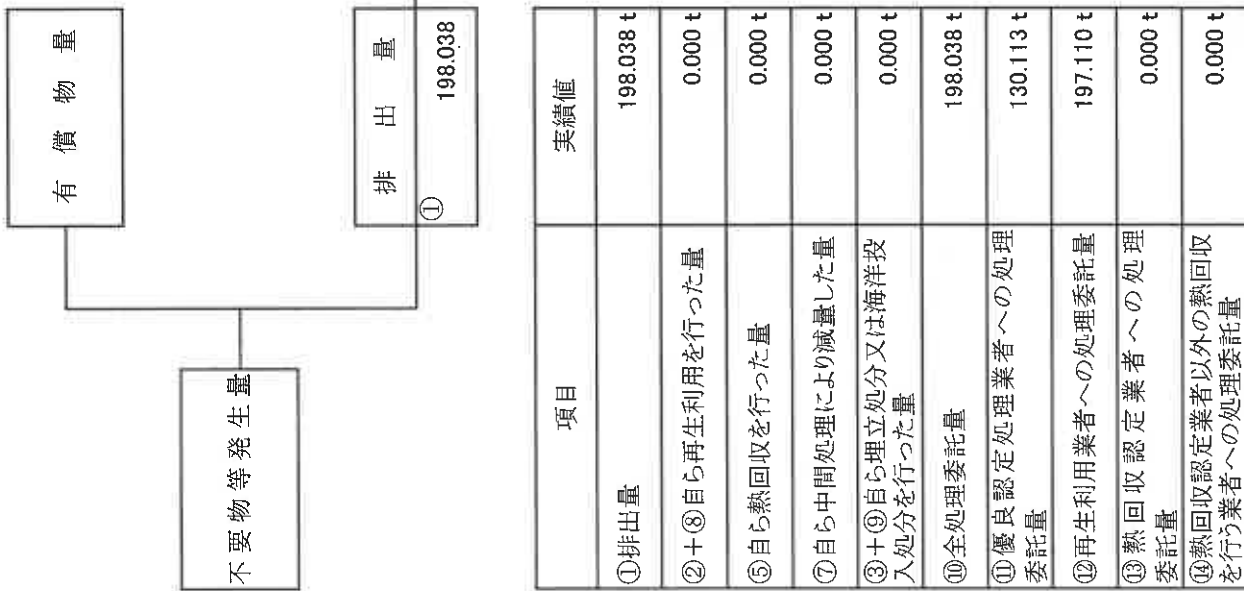 有償物量
不要物等発生量
排出量
①
198.038
項目 実績値
①排出量 198.038 t
②+⑧自ら再生利用を行った量 0.000 t
⑤自ら熱回収を行った量 0.000 t
⑦自ら中間処理により減量した量 0.000 t
③+⑨自ら埋立処分又は海洋投 0.000 t
入処分を行った量
⑩全処理委託量 198.038 t
⑪優良認定処理業者への処理 130.113 t
委託量
⑫再生利用業者への処理委託量 197.110 t
⑬熱回収認定業者への処理 0.000 t
委託量
⑭熱回収認定業者以外の熱回収 0.000 t
を行う業者への処理委託量